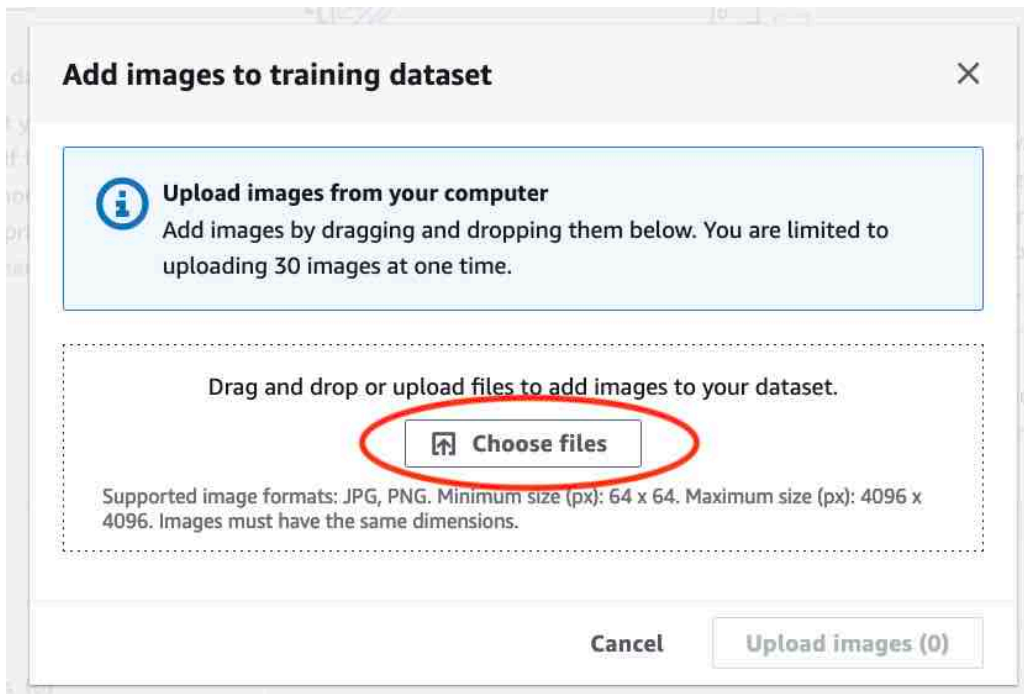 Add images to training dataset
Upload images from your computer
Add images by dragging and dropping them below. You are limited to
uploading 30 images at one time.
Drag and drop or upload files to add images to your dataset.
Choose files
Supported image formats: JPG, PNG. Minimum size (px): 64 x 64. Maximum size (px): 4096 x
4096. Images must have the same dimensions.
Cancel
Upload images (0)